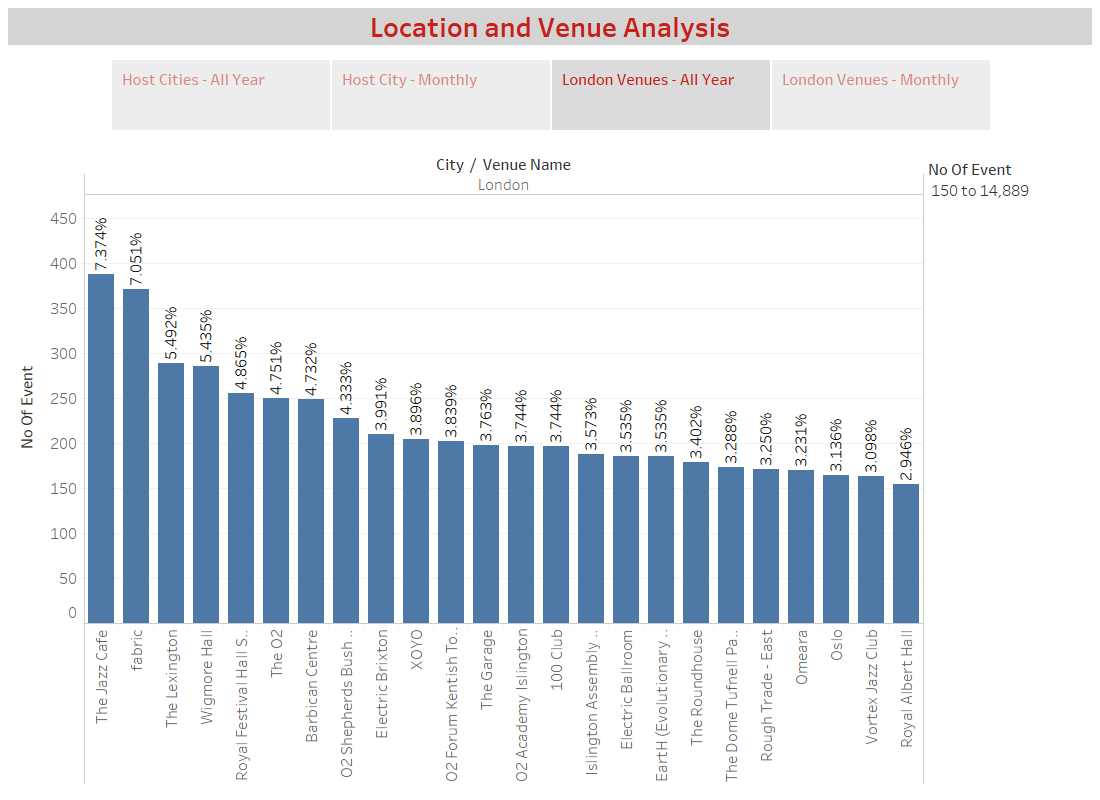 Location and Venue Analysis
Host Cities - All Year
Host City - Monthly
London Venues - All Year
London Venues - Monthly
City / Venue Name
London
No Of Event
150 to 14,889
No Of Event
450
400
350
300
250
200
150
100
50
0
7.374%
7.051%
5.492%
5.435%
4.865%
4.751%
4.732%
4.333%
3.991%
3.896%
3.839%
3.763%
3.744%
3.744%
3.573%
3.535%
3.535%
3.402%
3.288%
3.250%
3.231%
3.136%
3.098%
2.946%
The Jazz Cafe
fabric
The Lexington
Wigmore Hall
Royal Festival Hall S..
The O2
Barbican Centre
O2 Shepherds Bush ..
Electric Brixton
XOYO
O2 Forum Kentish To..
The Garage
O2 Academy Islington
100 Club
Islington Assembly ..
Electric Ballroom
EartH (Evolutionary ..
The Roundhouse
The Dome Tufnell Pa..
Rough Trade - East
Omeara
Oslo
Vortex Jazz Club
Royal Albert Hall